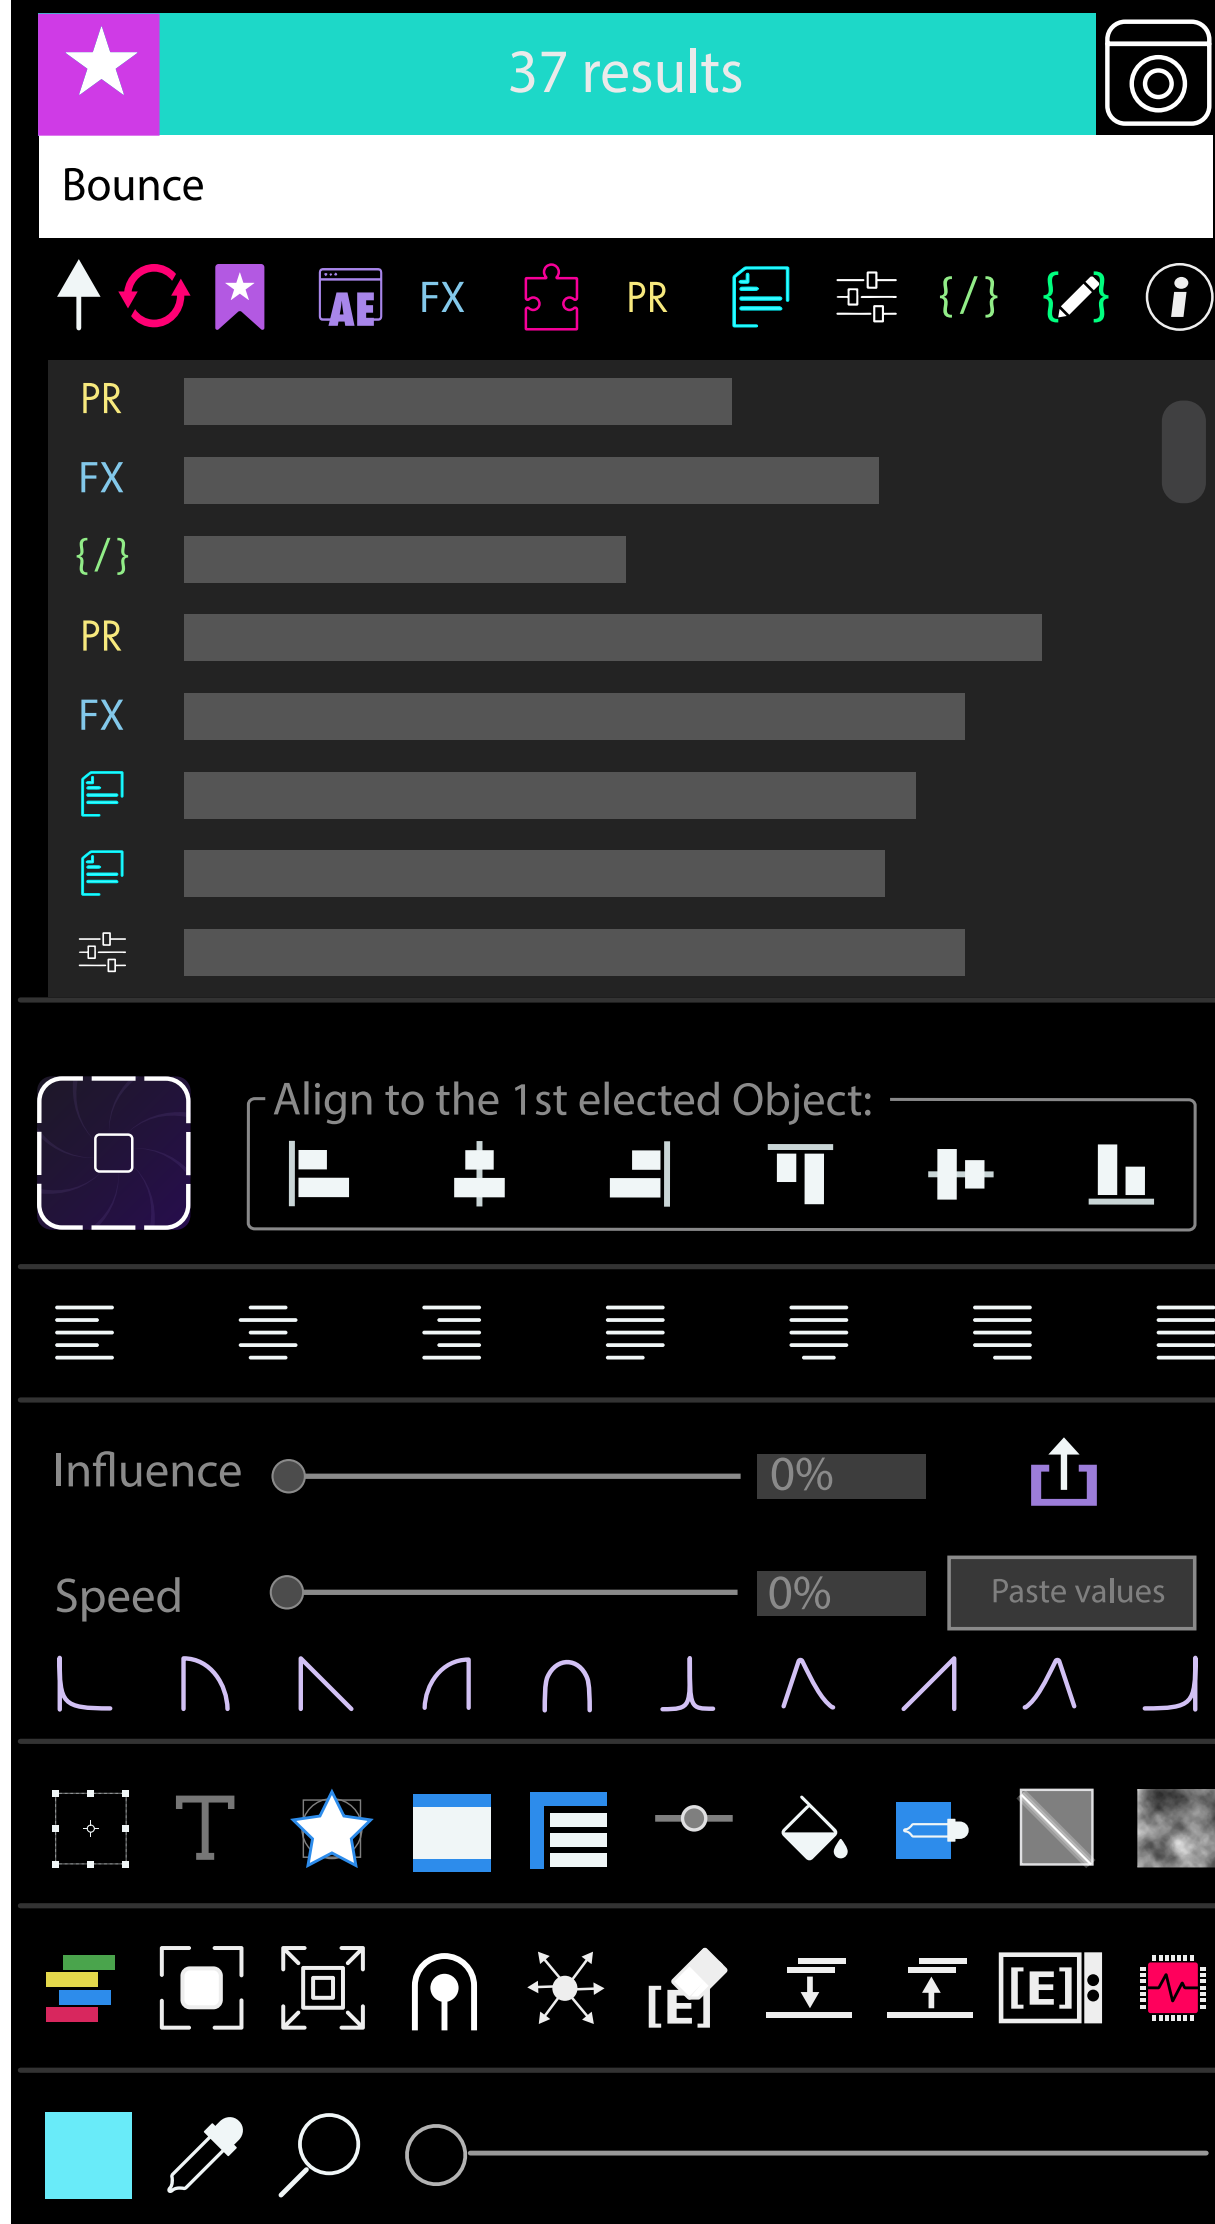 37 results
Bounce
AE FX PR {/} { } i
PR
FX
{/}
PR
FX
Align to the 1st elected Object:
Influence 0%
Speed 0% Paste values
T
[E] [E]